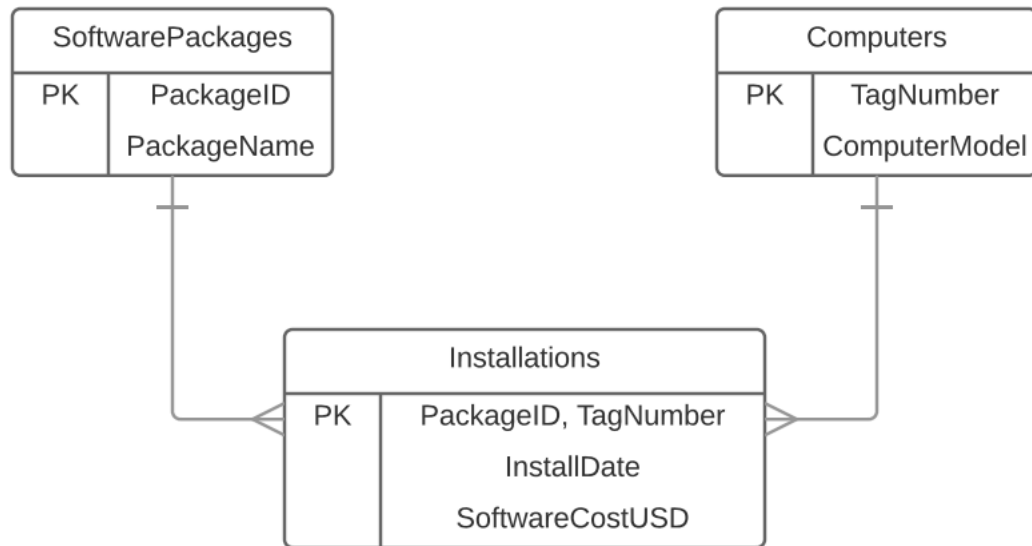 SoftwarePackages
PK PackageID
PackageName
Computers
PK TagNumber
ComputerModel
Installations
PK PackageID, TagNumber
InstallDate
SoftwareCostUSD